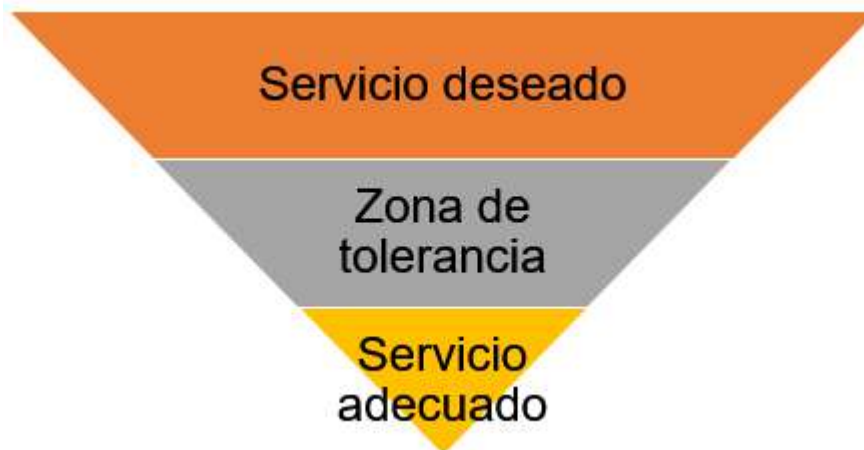 Servicio deseado
Zona de
tolerancia
Servicio
adecuado